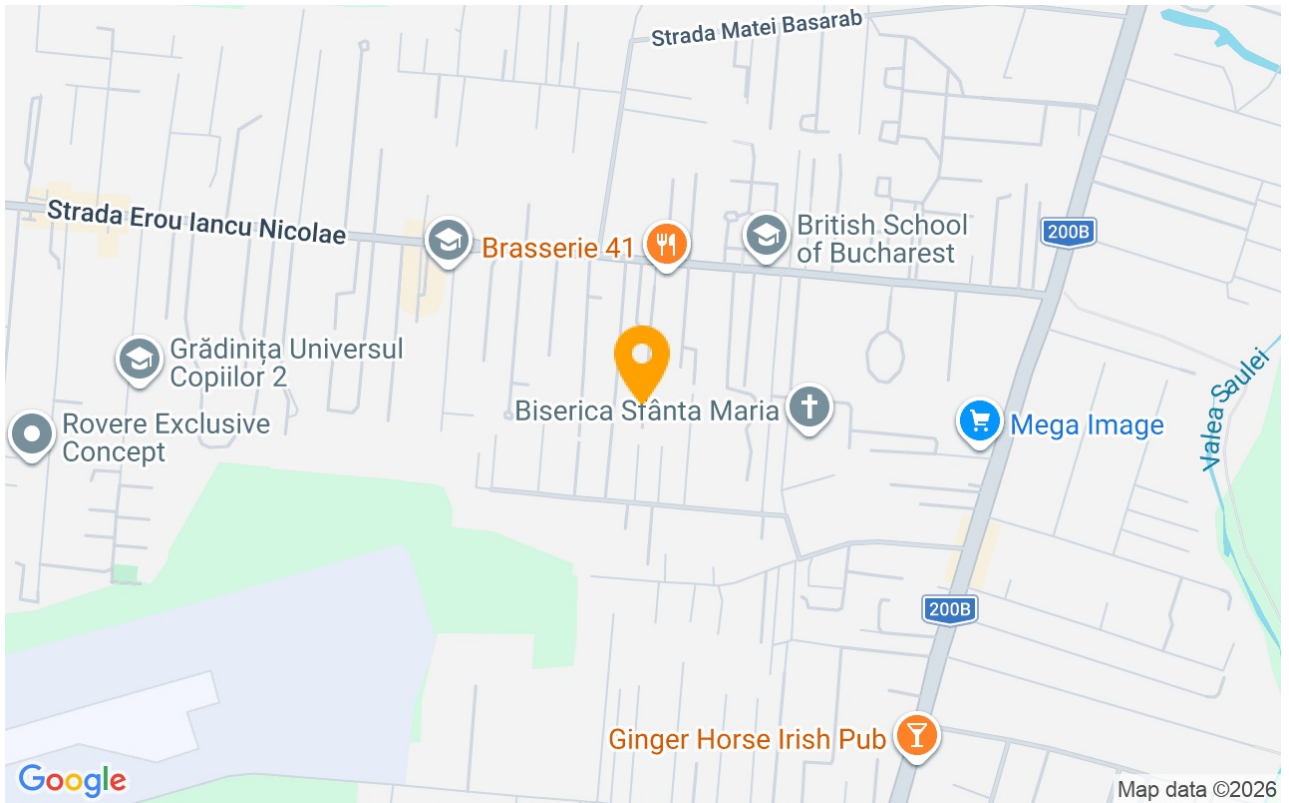 Strada Matei Basarab
Strada Erou Iancu Nicolae
Brasserie 41
British School
of Bucharest
200B
Grădinița Universul
Copiilor 2
Rovere Exclusive
Concept
Biserica Sfânta Maria
Mega Image
Valea Saulei
200B
Ginger Horse Irish Pub
Google
Map data ©2026